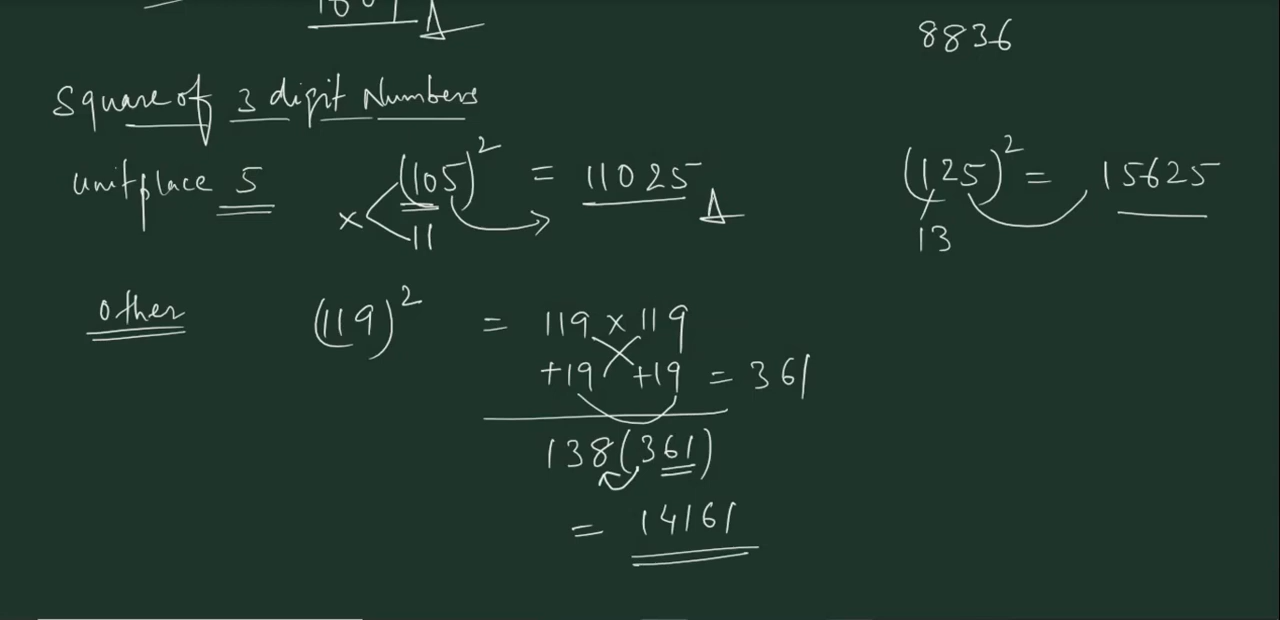 8836
Square of 3 digit Numbers
unitplace 5 (105)² = 11025 (125)² = 15625
× 11 13
other (119)² = 119 × 119
+19 +19 = 361
138(361)
= 14161